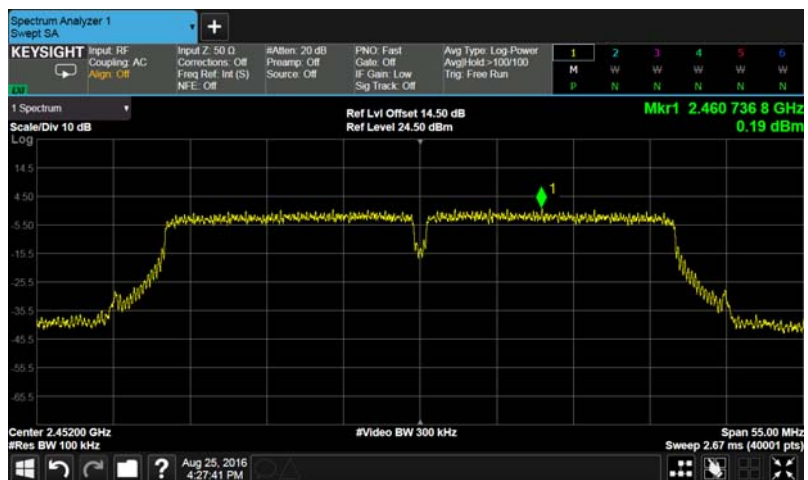 Spectrum Analyzer 1
Swept SA
+
KEYSIGHT
Input: RF
Coupling: AC
Align: Off
Input Z: 50 Ω
Corrections: Off
Freq Ref: Int (S)
NFE: Off
#Atten: 20 dB
Preamp: Off
Source: Off
PNO: Fast
Gate: Off
IF Gain: Low
Sig Track: Off
Avg Type: Log-Power
Avg|Hold:>100/100
Trig: Free Run
1 2 3 4 5 6
M W W W W W
P N N N N N
LXI
1 Spectrum
Scale/Div 10 dB
Log
Ref Lvl Offset 14.50 dB
Ref Level 24.50 dBm
Mkr1 2.460 736 8 GHz
0.19 dBm
14.5
4.50
-5.50
-15.5
-25.5
-35.5
-45.5
-55.5
-65.5
1
Center 2.45200 GHz
#Res BW 100 kHz
#Video BW 300 kHz
Span 55.00 MHz
Sweep 2.67 ms (40001 pts)
?
Aug 25, 2016
4:27:41 PM